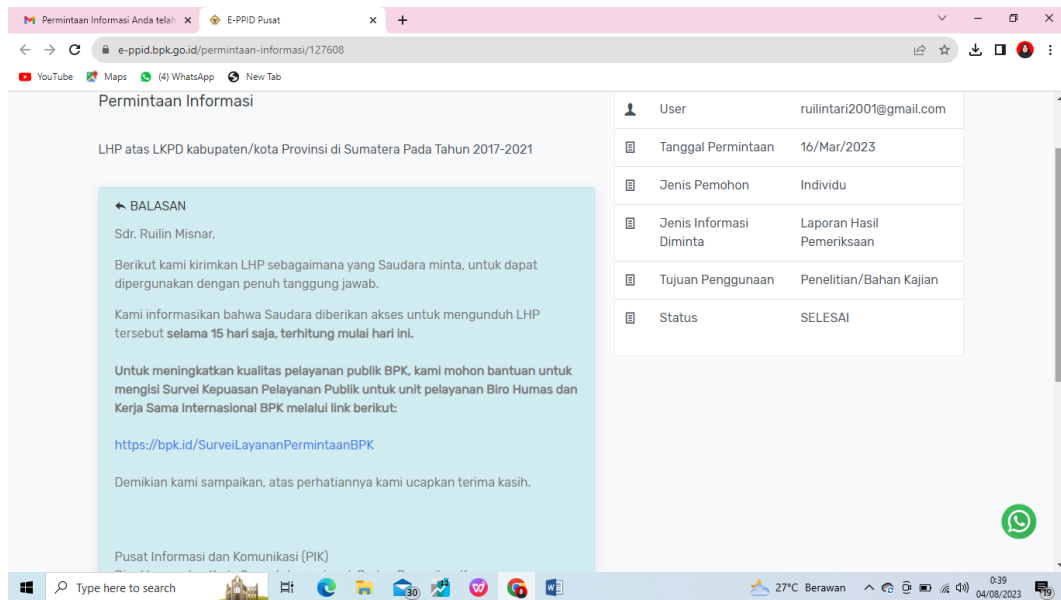 Permintaan Informasi Anda telah
E-PPID Pusat
e-ppid.bpk.go.id/permintaan-informasi/127608
YouTube
Maps
(4) WhatsApp
New Tab
Permintaan Informasi
LHP atas LKPD kabupaten/kota Provinsi di Sumatera Pada Tahun 2017-2021
BALASAN
Sdr. Ruilin Misnar,
Berikut kami kirimkan LHP sebagaimana yang Saudara minta, untuk dapat
dipergunakan dengan penuh tanggung jawab.
Kami informasikan bahwa Saudara diberikan akses untuk mengunduh LHP
tersebut selama 15 hari saja, terhitung mulai hari ini.
Untuk meningkatkan kualitas pelayanan publik BPK, kami mohon bantuan untuk
mengisi Survei Kepuasan Pelayanan Publik untuk unit pelayanan Biro Humas dan
Kerja Sama Internasional BPK melalui link berikut:
https://bpk.id/SurveiLayananPermintaanBPK
Demikian kami sampaikan, atas perhatiannya kami ucapkan terima kasih.
Pusat Informasi dan Komunikasi (PIK)
User ruilintari2001@gmail.com
Tanggal Permintaan 16/Mar/2023
Jenis Pemohon Individu
Jenis Informasi Diminta Laporan Hasil Pemeriksaan
Tujuan Penggunaan Penelitian/Bahan Kajian
Status SELESAI
Type here to search
30
27°C Berawan
0:39
04/08/2023
19